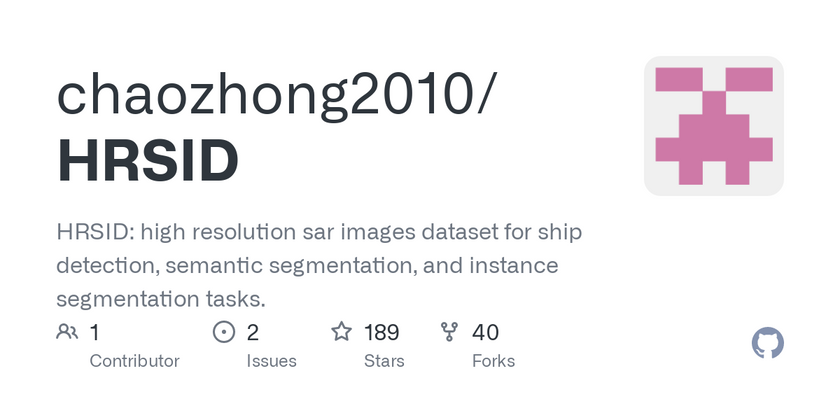 chaozhong2010/
HRSID
HRSID: high resolution sar images dataset for ship
detection, semantic segmentation, and instance
segmentation tasks.
1 2 189 40
Contributor Issues Stars Forks